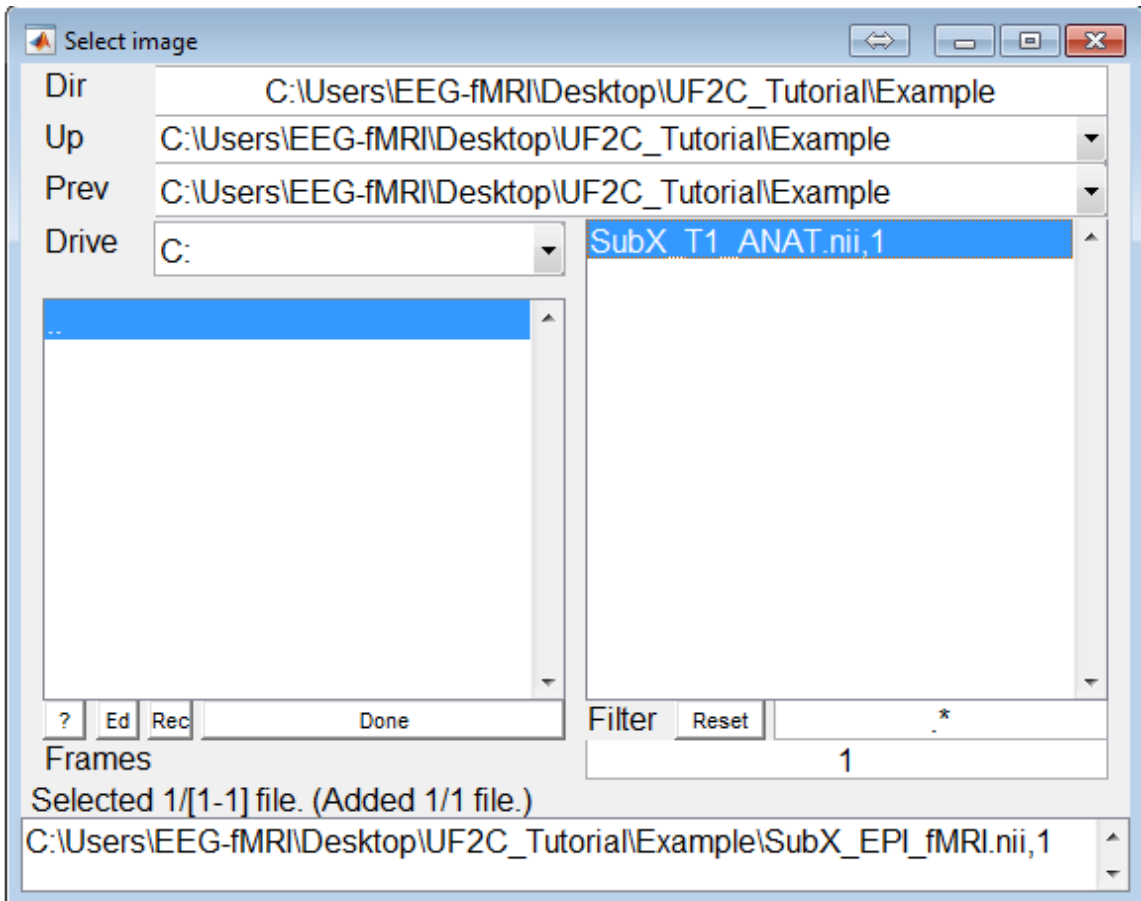 Select image
Dir C:\Users\EEG-fMRI\Desktop\UF2C_Tutorial\Example
Up C:\Users\EEG-fMRI\Desktop\UF2C_Tutorial\Example
Prev C:\Users\EEG-fMRI\Desktop\UF2C_Tutorial\Example
Drive C:
SubX_T1_ANAT.nii,1
..
? Ed Rec Done Filter Reset .*
Frames 1
Selected 1/[1-1] file. (Added 1/1 file.)
C:\Users\EEG-fMRI\Desktop\UF2C_Tutorial\Example\SubX_EPI_fMRI.nii,1